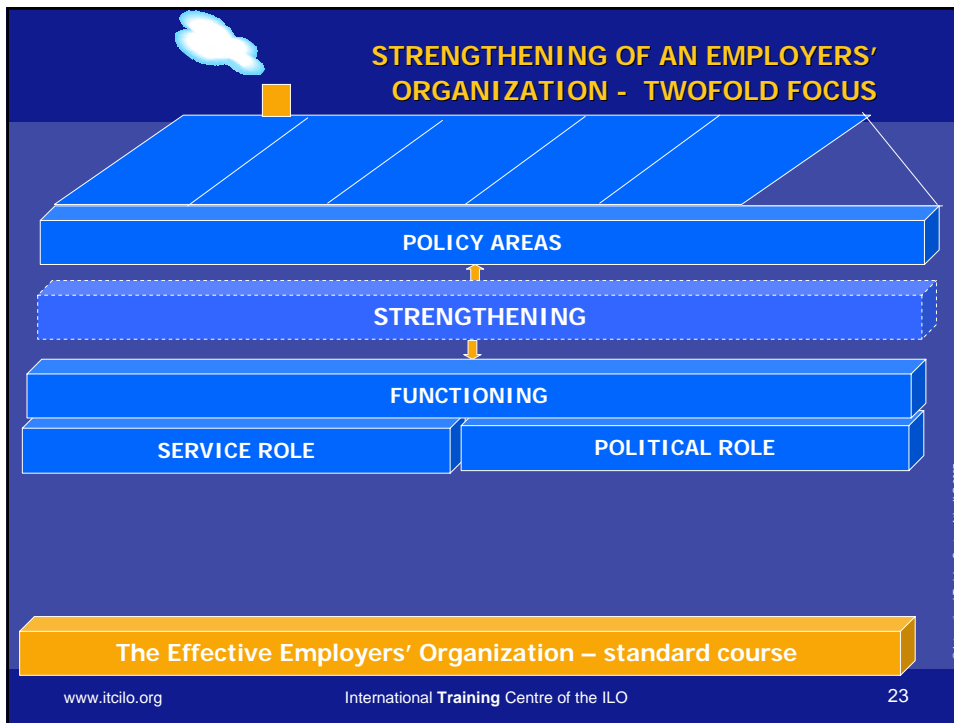 STRENGTHENING OF AN EMPLOYERS’
ORGANIZATION - TWOFOLD FOCUS
POLICY AREAS
STRENGTHENING
FUNCTIONING
SERVICE ROLE
POLITICAL ROLE
The Effective Employers’ Organization – standard course
www.itcilo.org
International Training Centre of the ILO
23